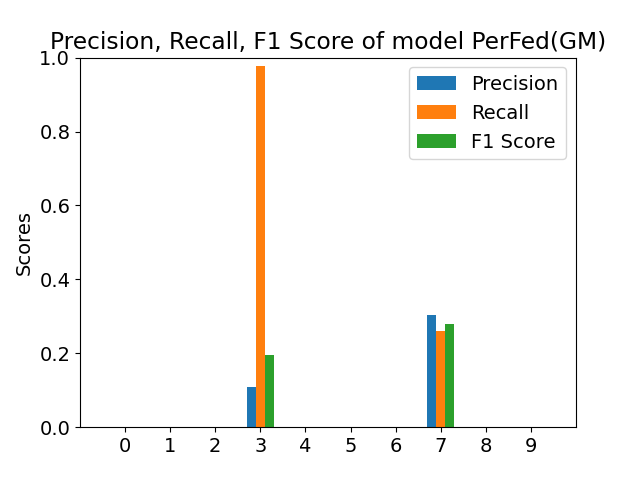 Precision, Recall, F1 Score of model PerFed(GM)
1.0
0.8
0.6
0.4
0.2
0.0
Scores
Precision
Recall
F1 Score
0 1 2 3 4 5 6 7 8 9